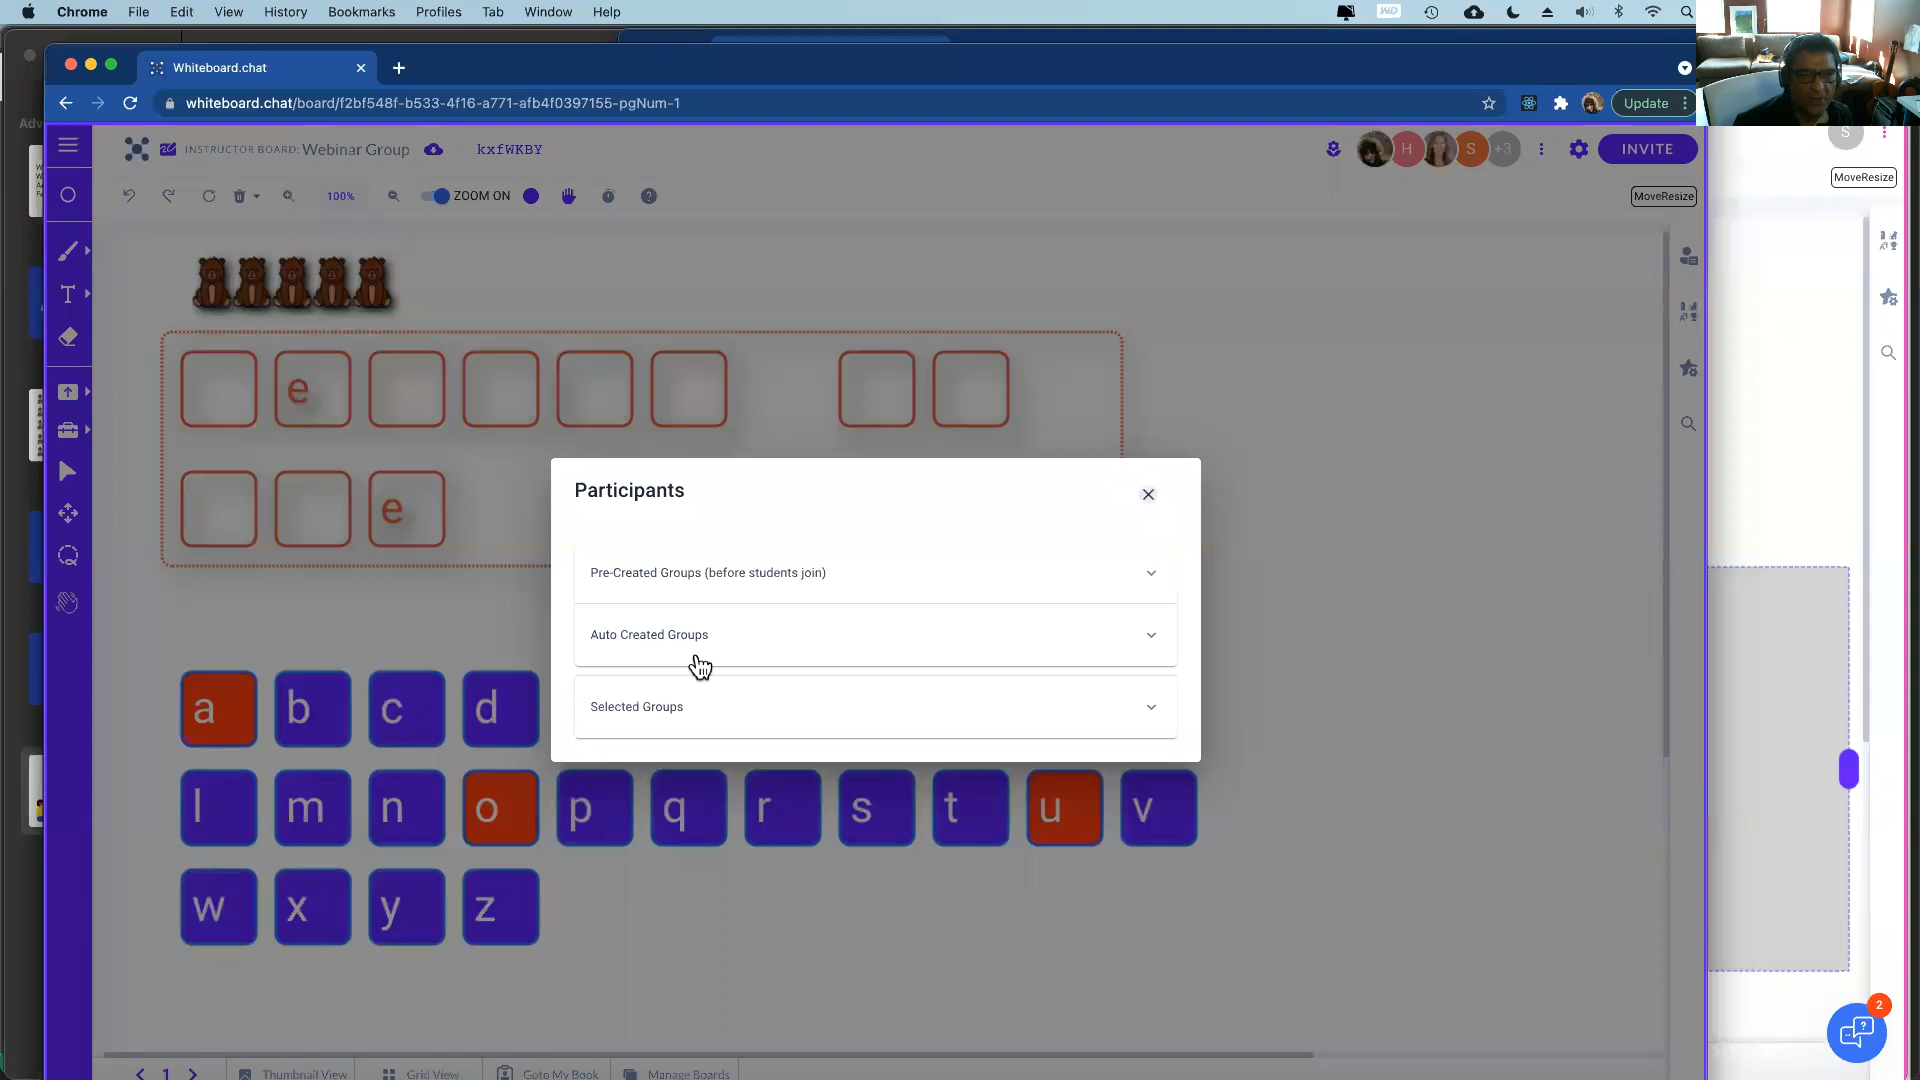 Chrome File Edit View History Bookmarks Profiles Tab Window Help
Whiteboard.chat
whiteboard.chat/board/f2bf548f-b533-4f16-a771-afb4f0397155-pgNum-1
Update
Adv
INSTRUCTOR BOARD: Webinar Group kxfWKBY
H S +3
INVITE
S
MoveResize
100% ZOOM ON
MoveResize
e
e
Participants
Pre-Created Groups (before students join)
Auto Created Groups
Selected Groups
a b c d
l m n o p q r s t u v
w x y z
2
1 Thumbnail View Grid View Goto My Book Manage Boards